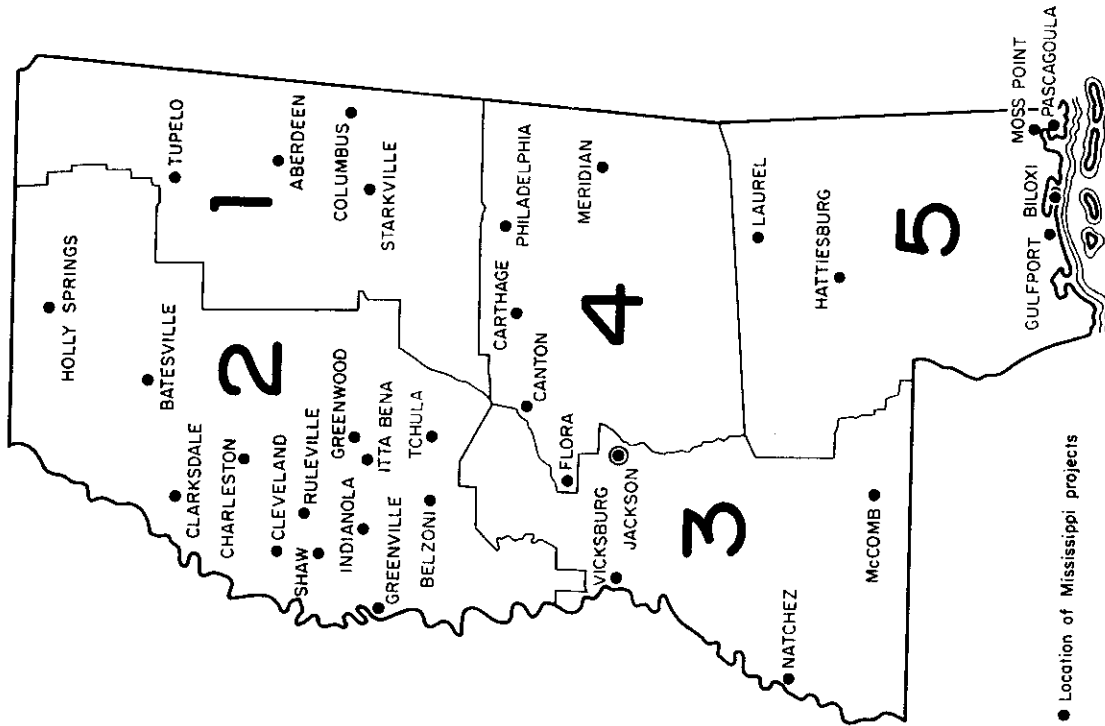 HOLLY SPRINGS
TUPELO
BATESVILLE
CLARKSDALE
1
CHARLESTON
2
ABERDEEN
CLEVELAND
RULEVILLE
SHAW
COLUMBUS
GREENWOOD
INDIANOLA
ITTA BENA
STARKVILLE
GREENVILLE
TCHULA
BELZONI
PHILADELPHIA
CARTHAGE
CANTON
FLORA
4
MERIDIAN
VICKSBURG
JACKSON
3
LAUREL
NATCHEZ
HATTIESBURG
McCOMB
5
MOSS POINT
GULFPORT
BILOXI
PASCAGOULA
Location of Mississippi projects